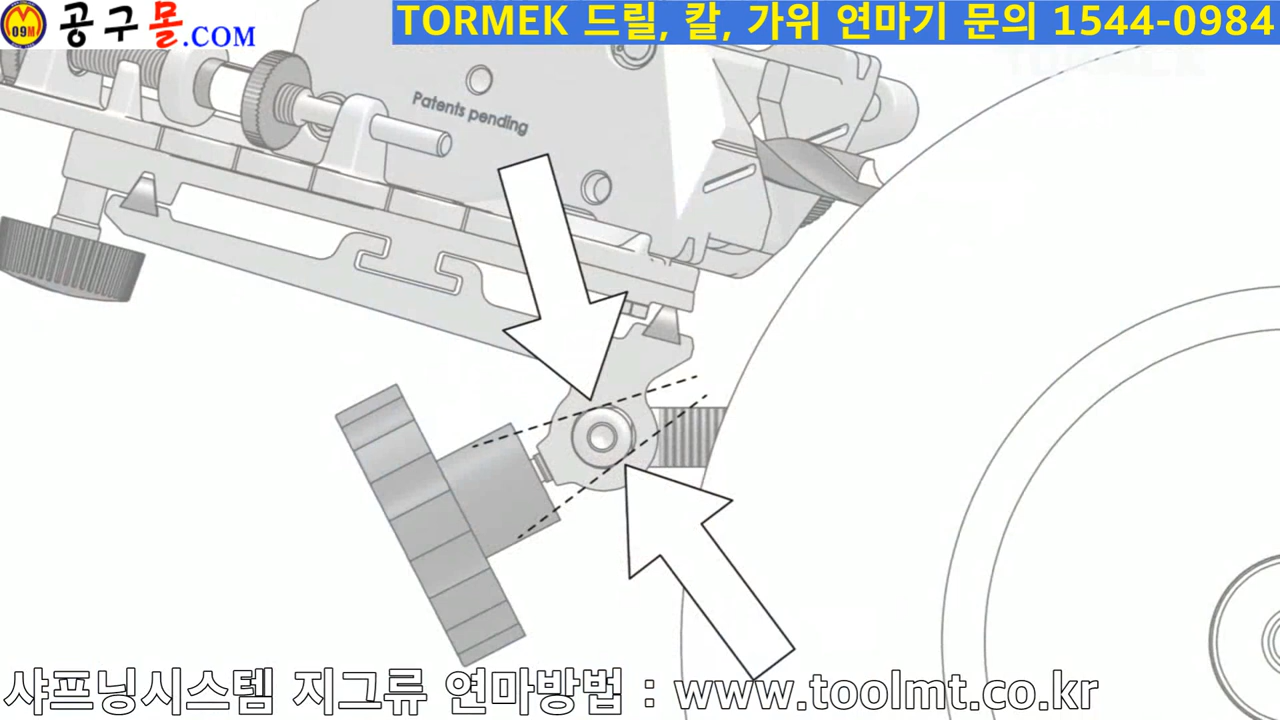 09M
공구몰.COM
TORMEK 드릴, 칼, 가위 연마기 문의 1544-0984
TORMEK
Patents pending
샤프닝시스템 지그류 연마방법 : www.toolmt.co.kr